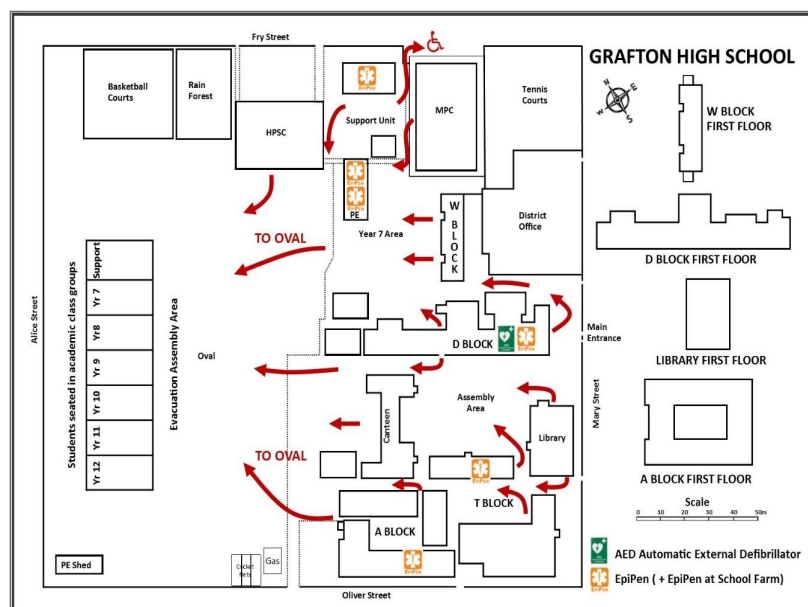 Fry Street
GRAFTON HIGH SCHOOL
Basketball
Courts
Rain
Forest
EpiPen
Support Unit
MPC
Tennis
Courts
N
E
W
S
W BLOCK
FIRST FLOOR
HPSC
EpiPen
EpiPen
PE
Year 7 Area
W BLOCK
District
Office
TO OVAL
D BLOCK FIRST FLOOR
Alice Street
Students seated in academic class groups
Support
Yr 7
Yr8
Yr 9
Yr 10
Yr 11
Yr 12
Evacuation Assembly Area
Oval
D BLOCK
AED
EpiPen
Main
Entrance
LIBRARY FIRST FLOOR
Mary Street
Assembly
Area
Canteen
Library
TO OVAL
EpiPen
T BLOCK
A BLOCK
EpiPen
A BLOCK FIRST FLOOR
Scale
0 10 20 30 40 50m
PE Shed
Cricket
Nets
Gas
Oliver Street
AED Automatic External Defibrillator
EpiPen ( + EpiPen at School Farm)